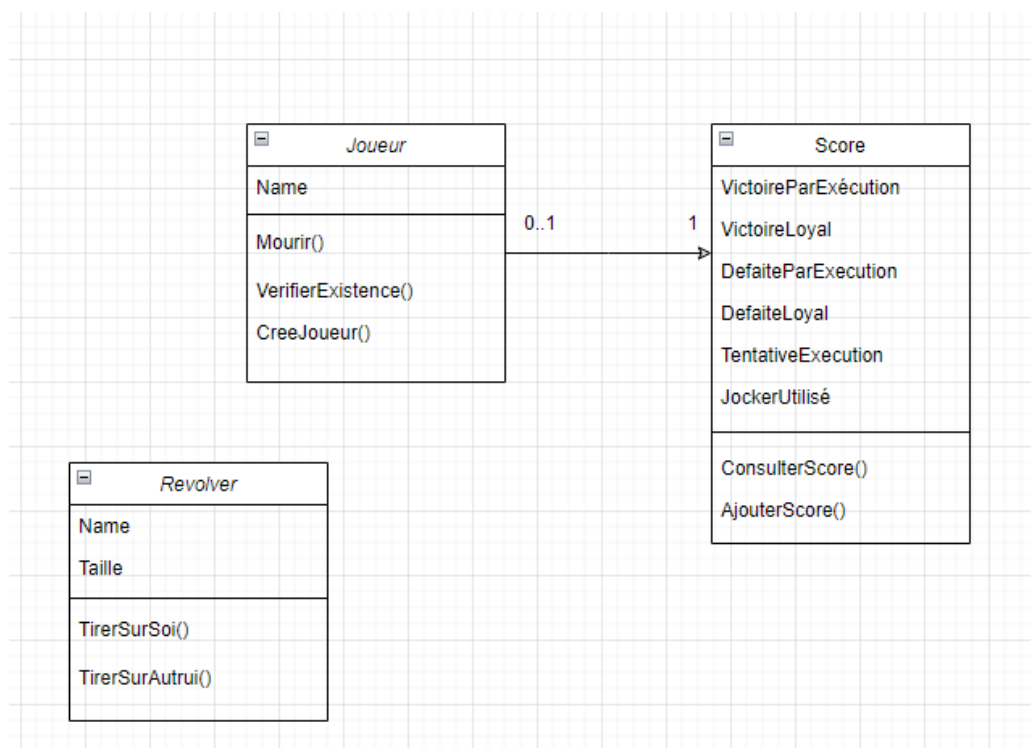 Joueur
Name
Mourir()
VerifierExistence()
CreeJoueur()
0..1
1
Score
VictoireParExécution
VictoireLoyal
DefaiteParExecution
DefaiteLoyal
TentativeExecution
JockerUtilisé
ConsulterScore()
AjouterScore()
Revolver
Name
Taille
TirerSurSoi()
TirerSurAutrui()